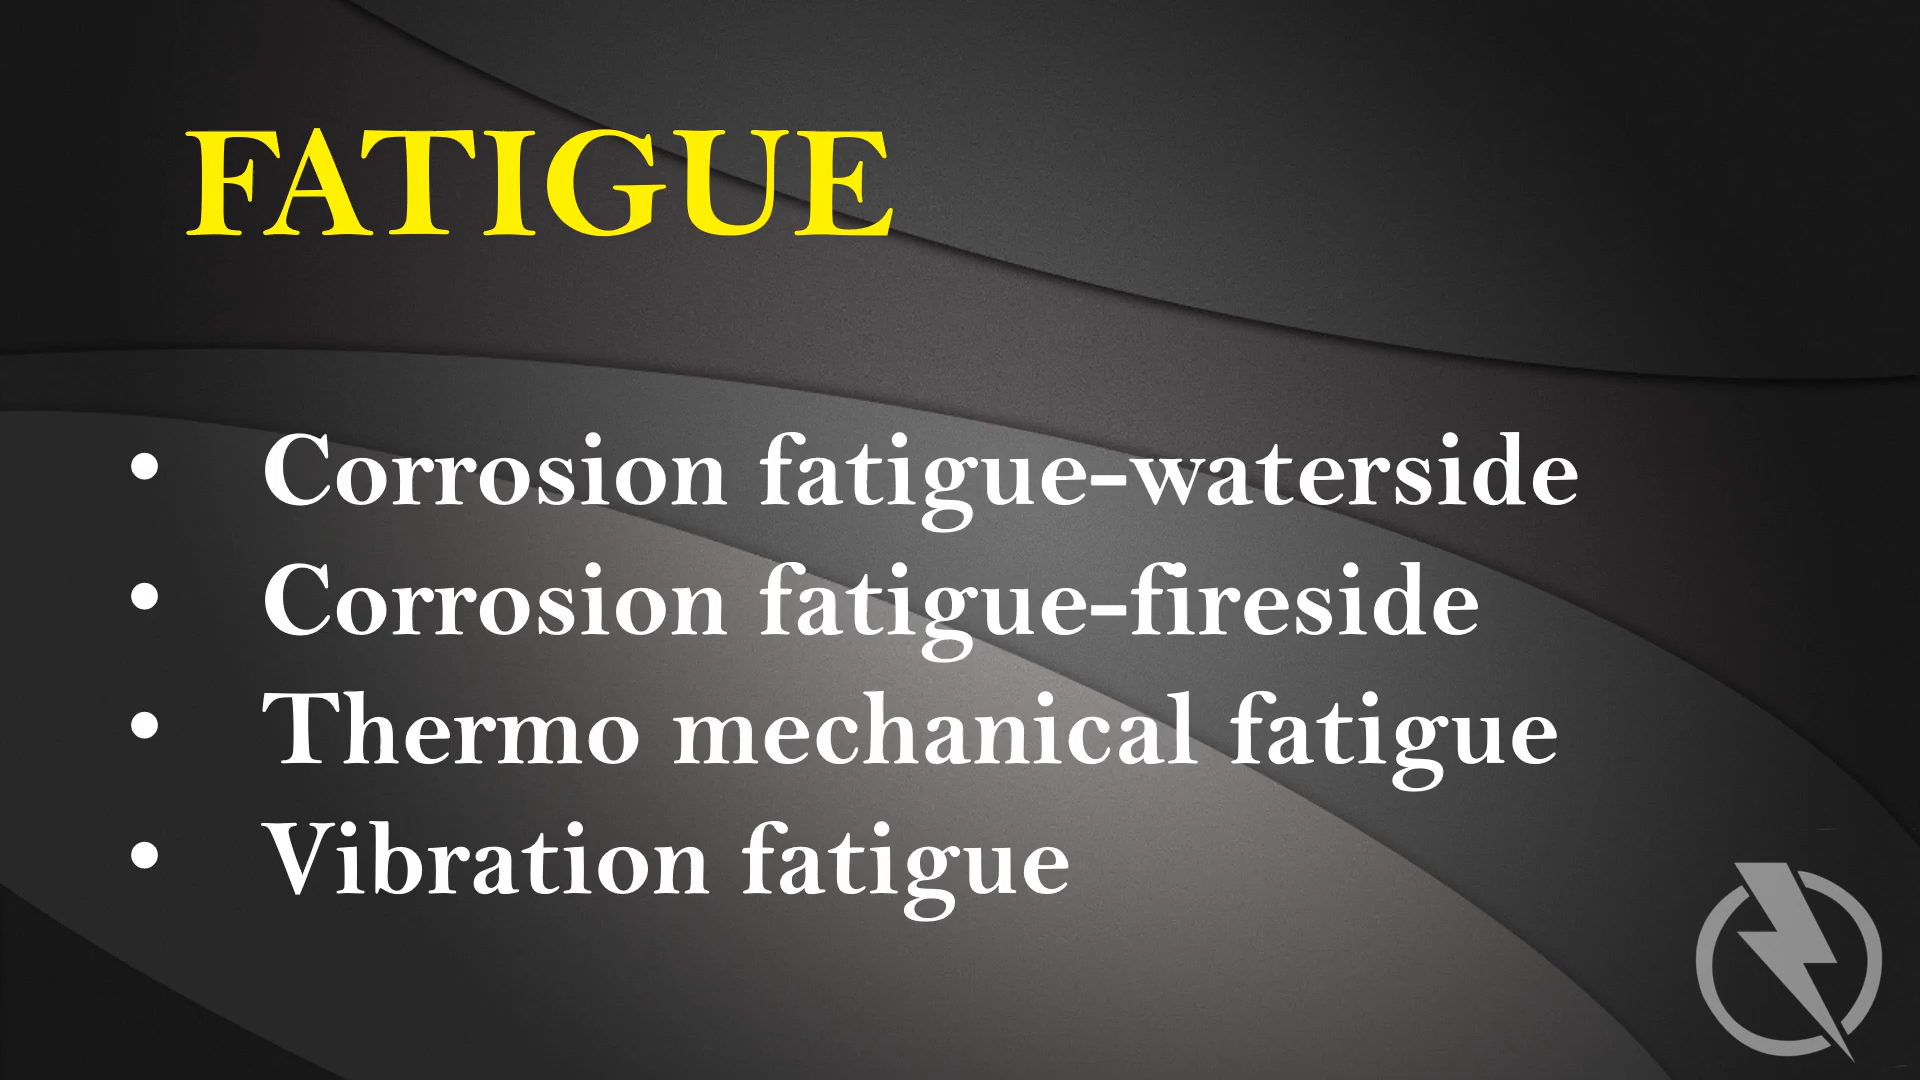 FATIGUE
• Corrosion fatigue-waterside
• Corrosion fatigue-fireside
• Thermo mechanical fatigue
• Vibration fatigue